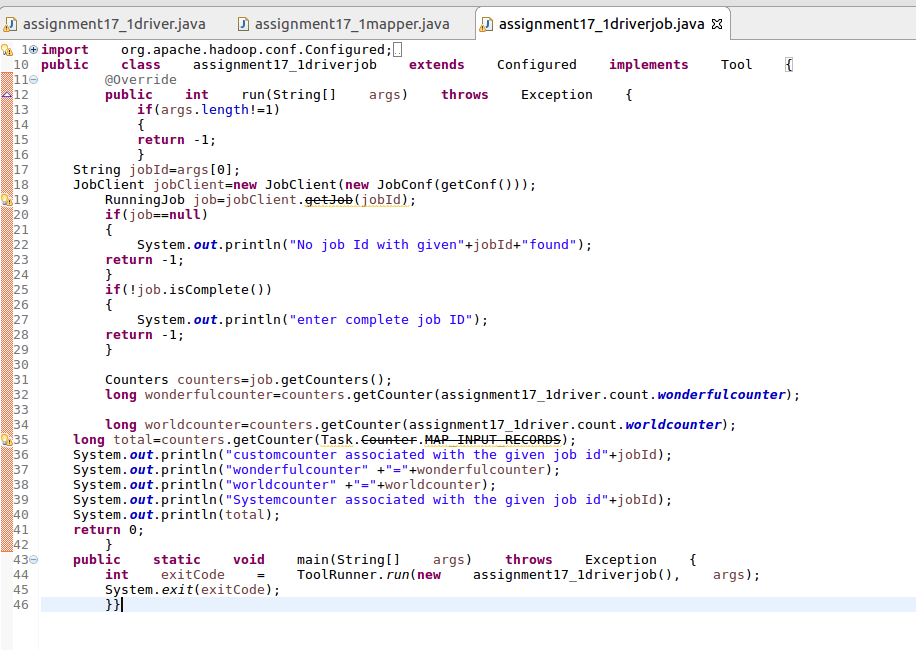 assignment17_1driver.java assignment17_1mapper.java assignment17_1driverjob.java
1 import org.apache.hadoop.conf.Configured;
10 public class assignment17_1driverjob extends Configured implements Tool {
11 @Override
12 public int run(String[] args) throws Exception {
13 if(args.length!=1)
14 {
15 return -1;
16 }
17 String jobId=args[0];
18 JobClient jobClient=new JobClient(new JobConf(getConf()));
19 RunningJob job=jobClient.getJob(jobId);
20 if(job==null)
21 {
22 System.out.println("No job Id with given"+jobId+"found");
23 return -1;
24 }
25 if(!job.isComplete())
26 {
27 System.out.println("enter complete job ID");
28 return -1;
29 }
30
31 Counters counters=job.getCounters();
32 long wonderfulcounter=counters.getCounter(assignment17_1driver.count.wonderfulcounter);
33
34 long worldcounter=counters.getCounter(assignment17_1driver.count.worldcounter);
35 long total=counters.getCounter(Task.Counter.MAP_INPUT_RECORDS);
36 System.out.println("customcounter associated with the given job id"+jobId);
37 System.out.println("wonderfulcounter" +"="+wonderfulcounter);
38 System.out.println("worldcounter" +"="+worldcounter);
39 System.out.println("Systemcounter associated with the given job id"+jobId);
40 System.out.println(total);
41 return 0;
42 }
43 public static void main(String[] args) throws Exception {
44 int exitCode = ToolRunner.run(new assignment17_1driverjob(), args);
45 System.exit(exitCode);
46 }}